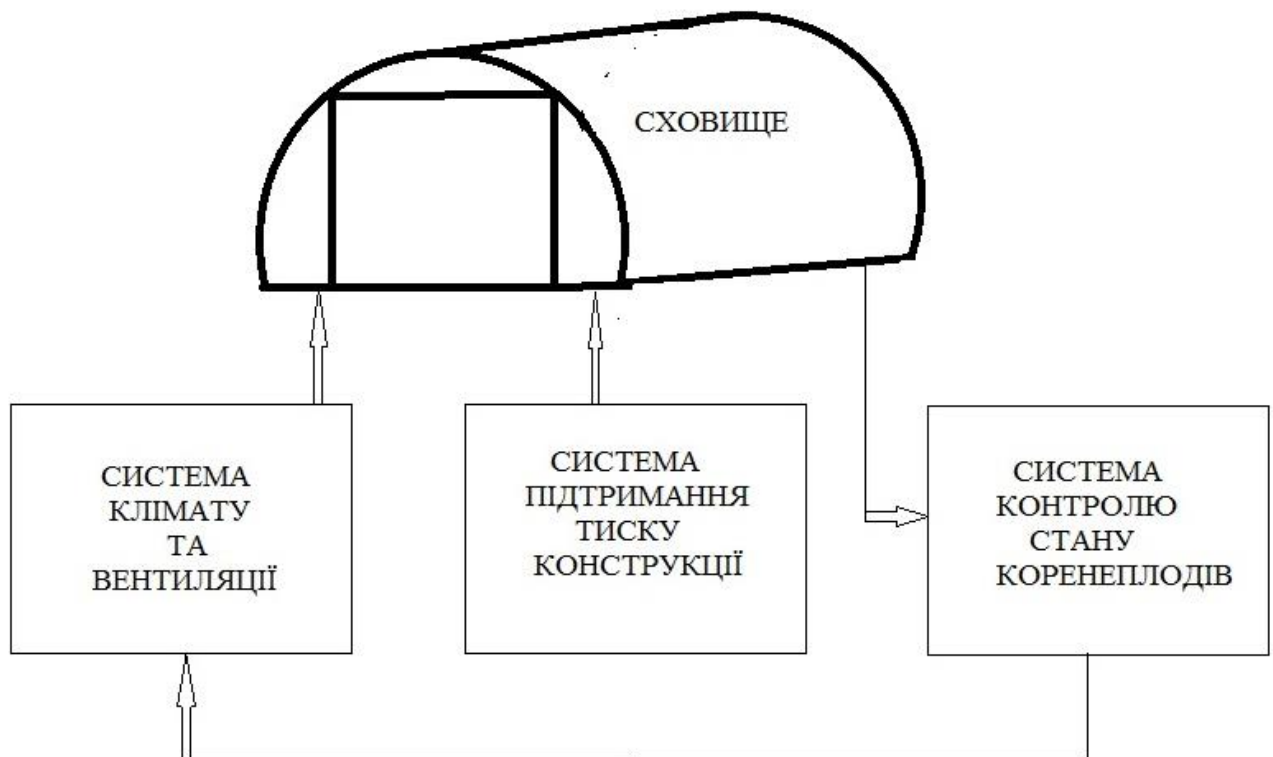 СХОВИЩЕ
СИСТЕМА
КЛІМАТУ
ТА
ВЕНТИЛЯЦІЇ
СИСТЕМА
ПІДТРИМАННЯ
ТИСКУ
КОНСТРУКЦІЇ
СИСТЕМА
КОНТРОЛЮ
СТАНУ
КОРЕНЕПЛОДІВ